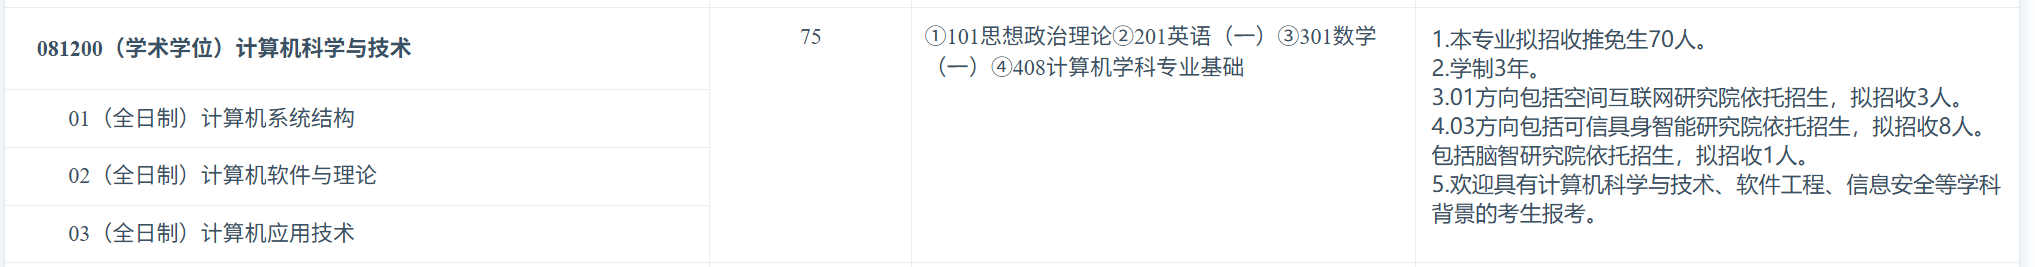 081200（学术学位）计算机科学与技术
01（全日制）计算机系统结构
02（全日制）计算机软件与理论
03（全日制）计算机应用技术
75
①101思想政治理论②201英语（一）③301数学
（一）④408计算机学科专业基础
1.本专业拟招收推免生70人。
2.学制3年。
3.01方向包括空间互联网研究院依托招生，拟招收3人。
4.03方向包括可信具身智能研究院依托招生，拟招收8人。
包括脑智研究院依托招生，拟招收1人。
5.欢迎具有计算机科学与技术、软件工程、信息安全等学科
背景的考生报考。